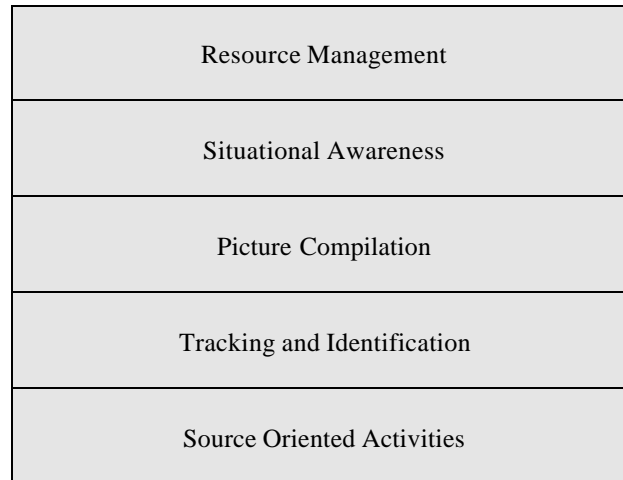 Resource Management
Situational Awareness
Picture Compilation
Tracking and Identification
Source Oriented Activities